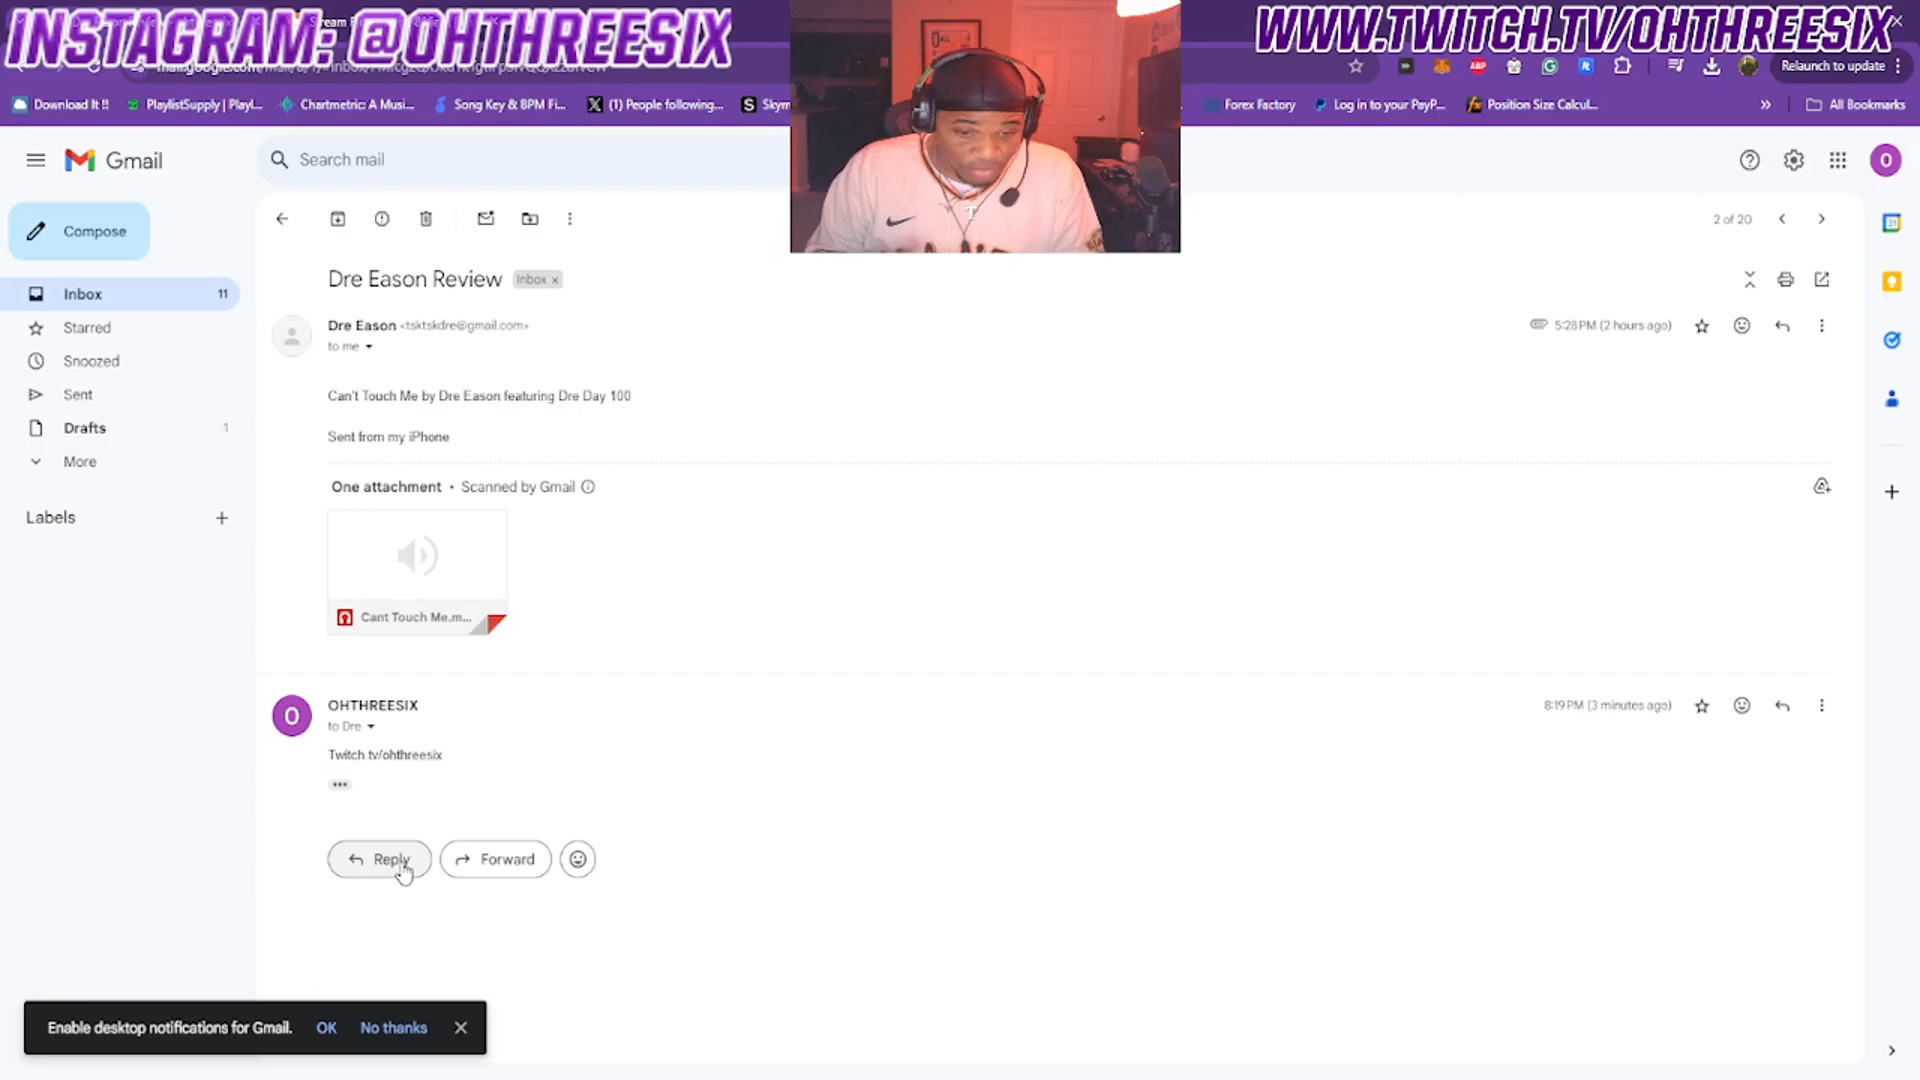 INSTAGRAM: @OHTHREESIX
WWW.TWITCH.TV/OHTHREESIX
Relaunch to update
Download It !!
PlaylistSupply | Playl...
Chartmetric: A Musi...
Song Key & BPM Fi...
(1) People following...
Skym
Forex Factory
Log in to your PayP...
Position Size Calcul...
All Bookmarks
Gmail
Search mail
Compose
2 of 20
Inbox 11
Starred
Snoozed
Sent
Drafts 1
More
Labels
Dre Eason Review
Inbox ×
Dre Eason <tsktskdre@gmail.com>
5:28 PM (2 hours ago)
to me
Can't Touch Me by Dre Eason featuring Dre Day 100
Sent from my iPhone
One attachment • Scanned by Gmail
Cant Touch Me.m...
O
OHTHREESIX
8:19 PM (3 minutes ago)
to Dre
Twitch tv/ohthreesix
Reply
Forward
Enable desktop notifications for Gmail.
OK
No thanks